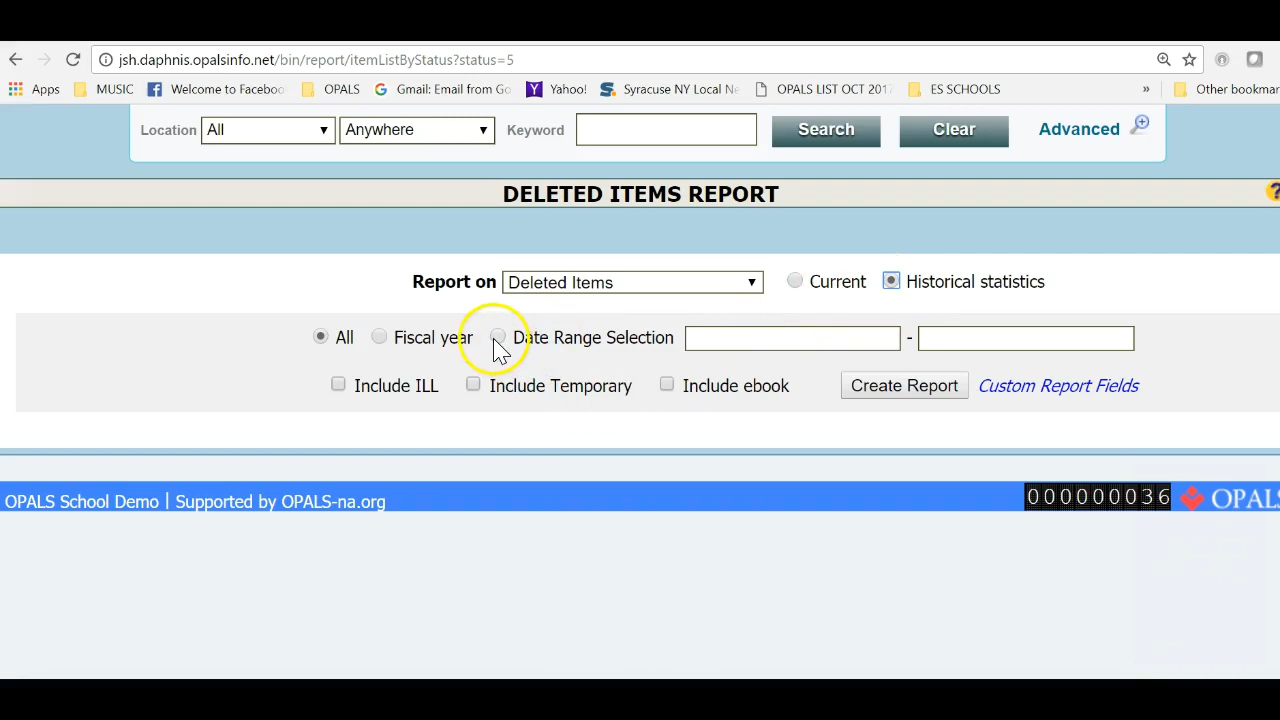 jsh.daphnis.opalsinfo.net/bin/report/itemListByStatus?status=5
Apps MUSIC Welcome to Faceboo OPALS Gmail: Email from Go Yahoo! Syracuse NY Local Ne OPALS LIST OCT 201 ES SCHOOLS » Other bookmar
Location All Anywhere Keyword Search Clear Advanced
DELETED ITEMS REPORT ?
Report on Deleted Items Current Historical statistics
All Fiscal year Date Range Selection -
Include ILL Include Temporary Include ebook Create Report Custom Report Fields
OPALS School Demo | Supported by OPALS-na.org 000000036 OPALS